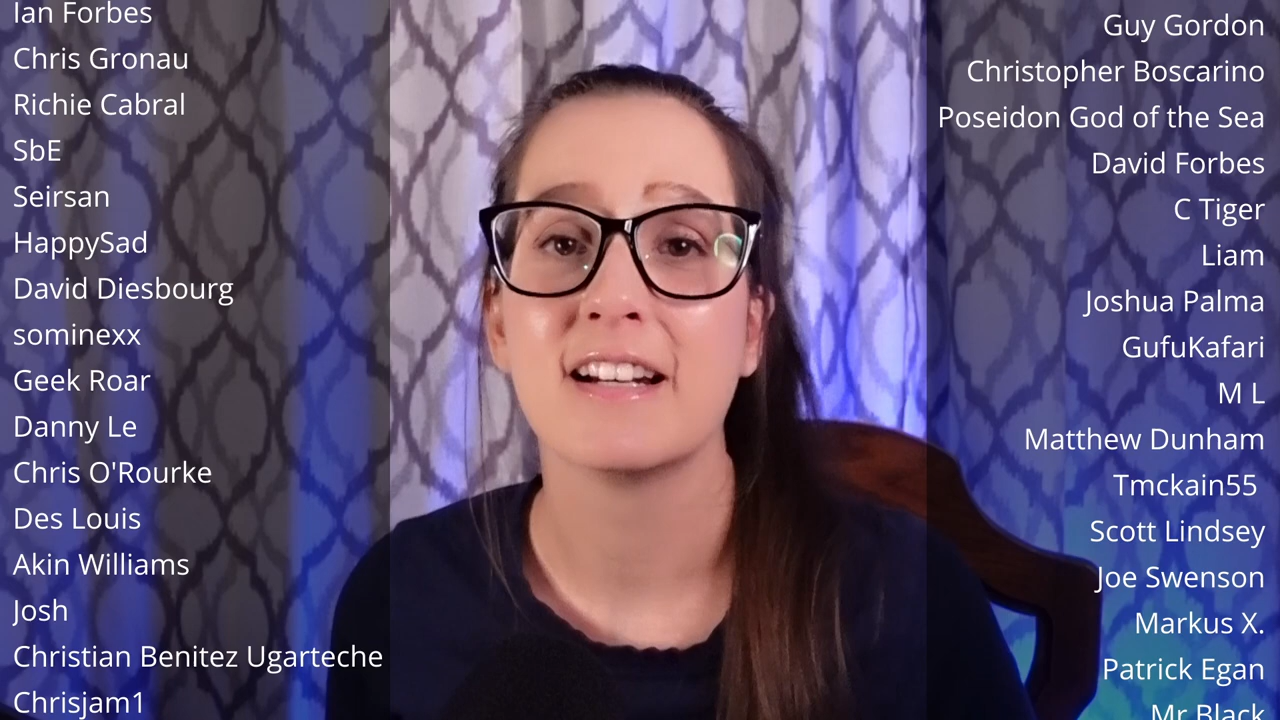 Ian Forbes
Chris Gronau
Richie Cabral
SbE
Seirsan
HappySad
David Diesbourg
sominexx
Geek Roar
Danny Le
Chris O'Rourke
Des Louis
Akin Williams
Josh
Christian Benitez Ugarteche
Chrisjam1
Guy Gordon
Christopher Boscarino
Poseidon God of the Sea
David Forbes
C Tiger
Liam
Joshua Palma
GufuKafari
M L
Matthew Dunham
Tmckain55
Scott Lindsey
Joe Swenson
Markus X.
Patrick Egan
Mr Black